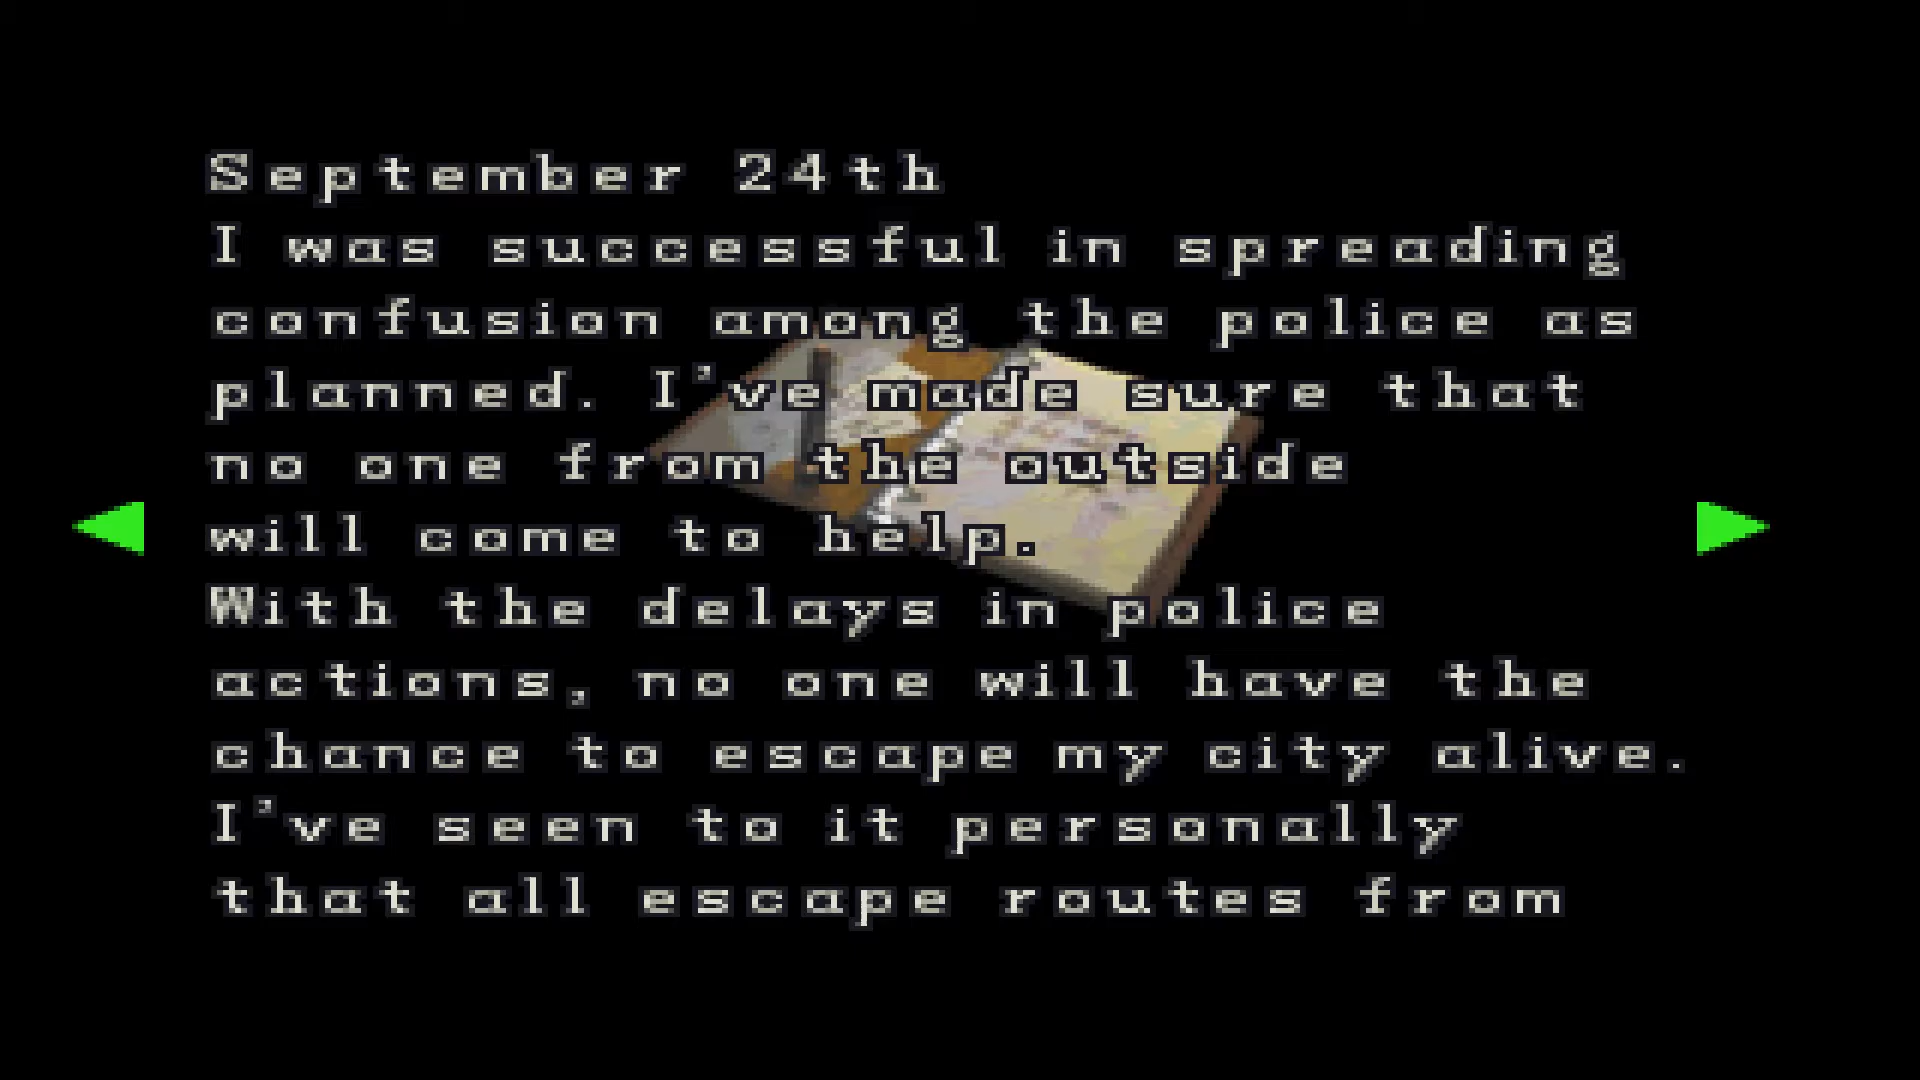 September 24th
I was successful in spreading
confusion among the police as
planned. I've made sure that
no one from the outside
will come to help.
With the delays in police
actions, no one will have the
chance to escape my city alive.
I've seen to it personally
that all escape routes from